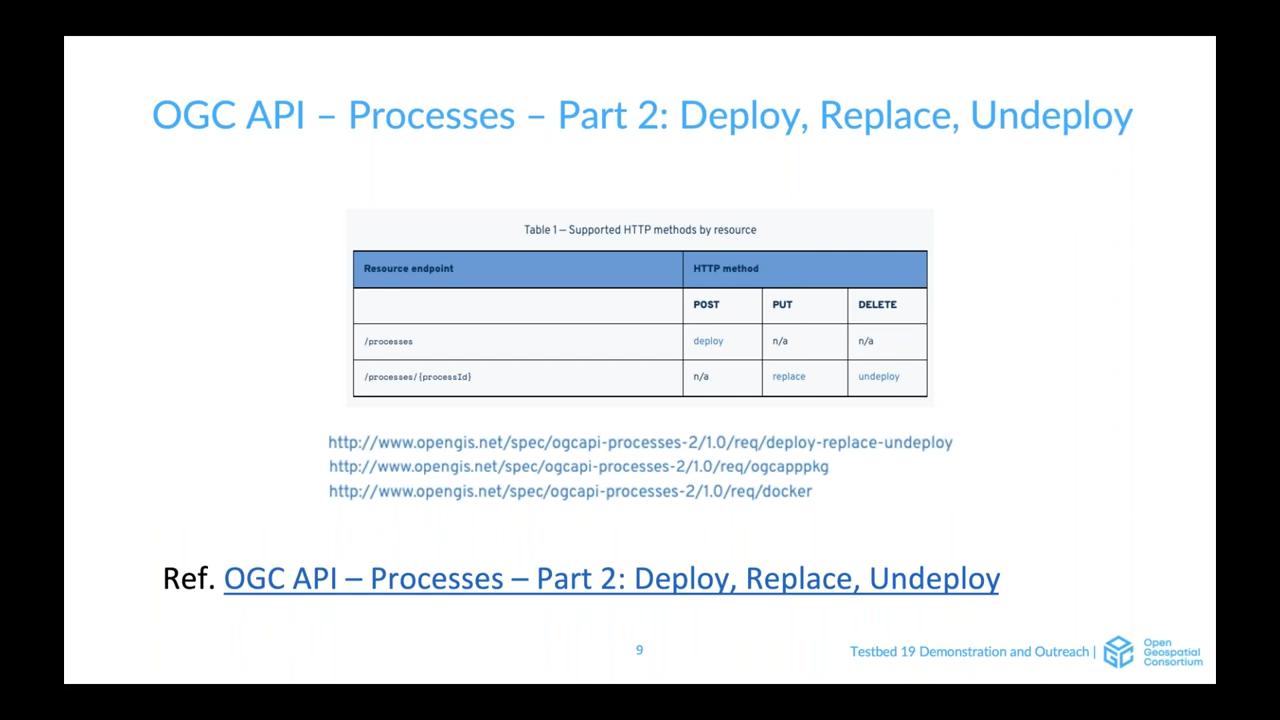 OGC API – Processes – Part 2: Deploy, Replace, Undeploy
Table 1 — Supported HTTP methods by resource
Resource endpoint HTTP method
POST PUT DELETE
/processes deploy n/a n/a
/processes/{processId} n/a replace undeploy
http://www.opengis.net/spec/ogcapi-processes-2/1.0/req/deploy-replace-undeploy
http://www.opengis.net/spec/ogcapi-processes-2/1.0/req/ogcapppkg
http://www.opengis.net/spec/ogcapi-processes-2/1.0/req/docker
Ref. OGC API – Processes – Part 2: Deploy, Replace, Undeploy
9
Testbed 19 Demonstration and Outreach |
Open
Geospatial
Consortium